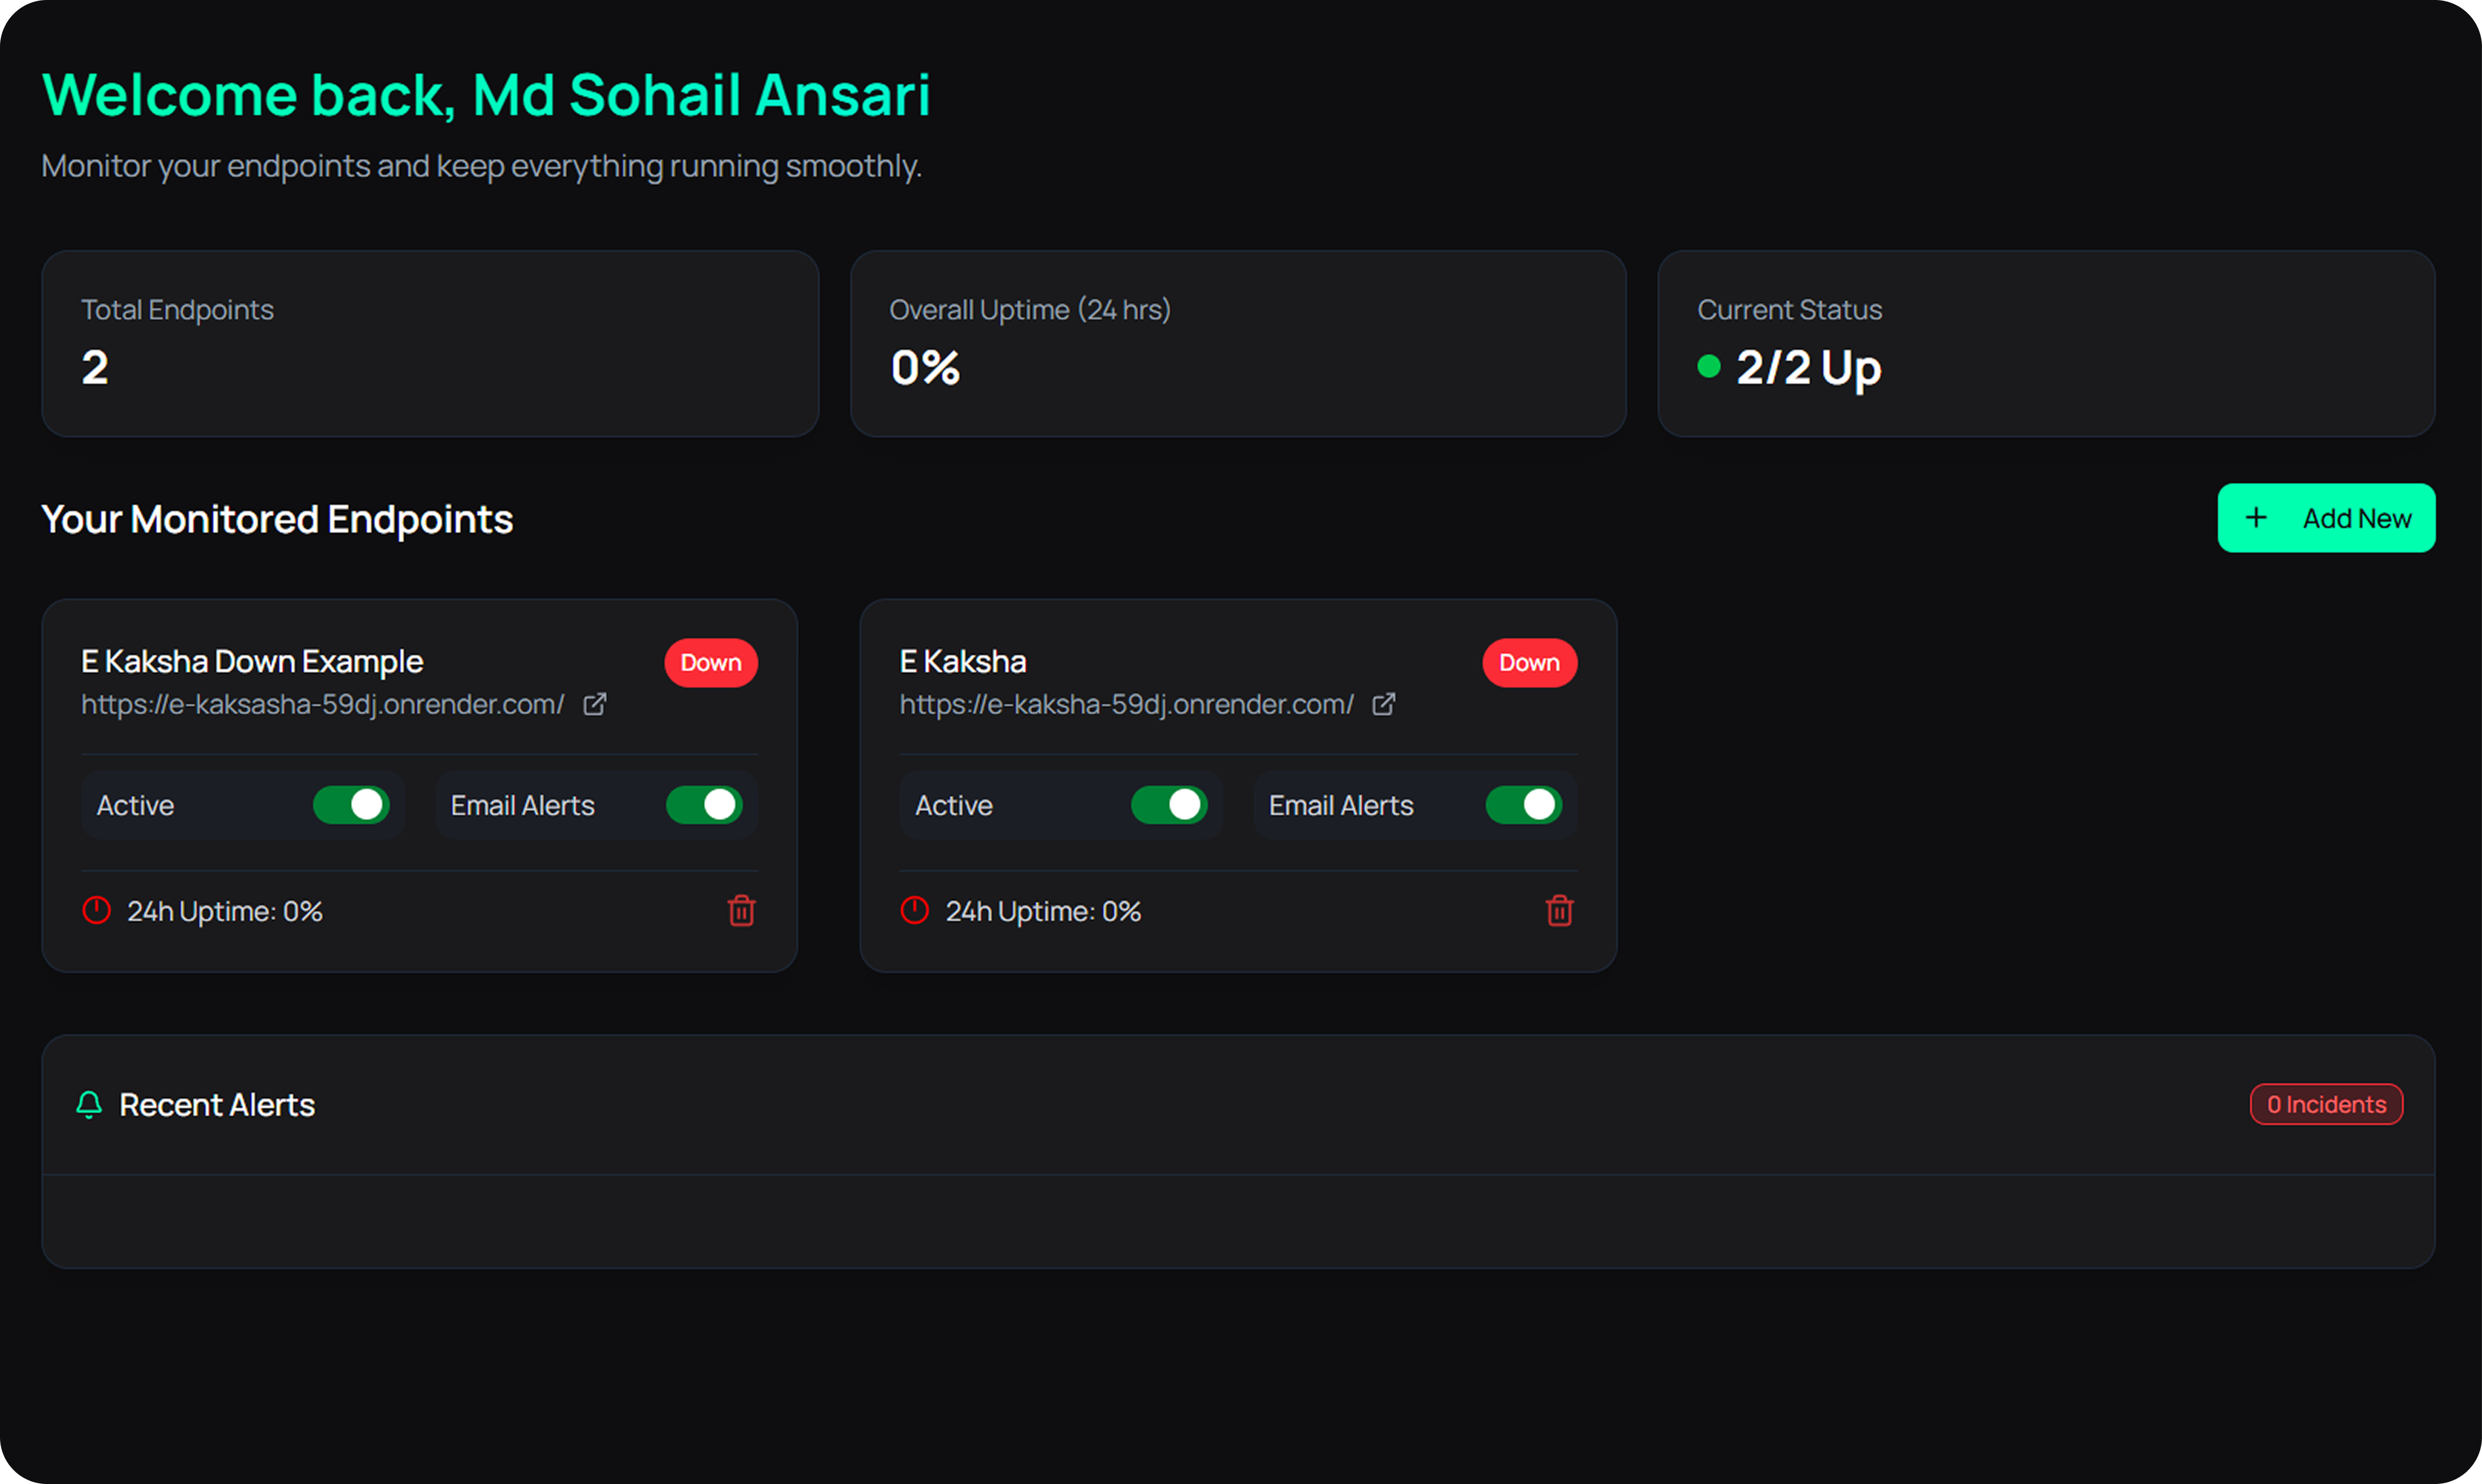 Welcome back, Md Sohail Ansari
Monitor your endpoints and keep everything running smoothly.
Total Endpoints
2
Overall Uptime (24 hrs)
0%
Current Status
2/2 Up
Your Monitored Endpoints
+ Add New
E Kaksha Down Example
Down
https://e-kaksasha-59dj.onrender.com/
Active
Email Alerts
24h Uptime: 0%
E Kaksha
Down
https://e-kaksha-59dj.onrender.com/
Active
Email Alerts
24h Uptime: 0%
Recent Alerts
0 Incidents